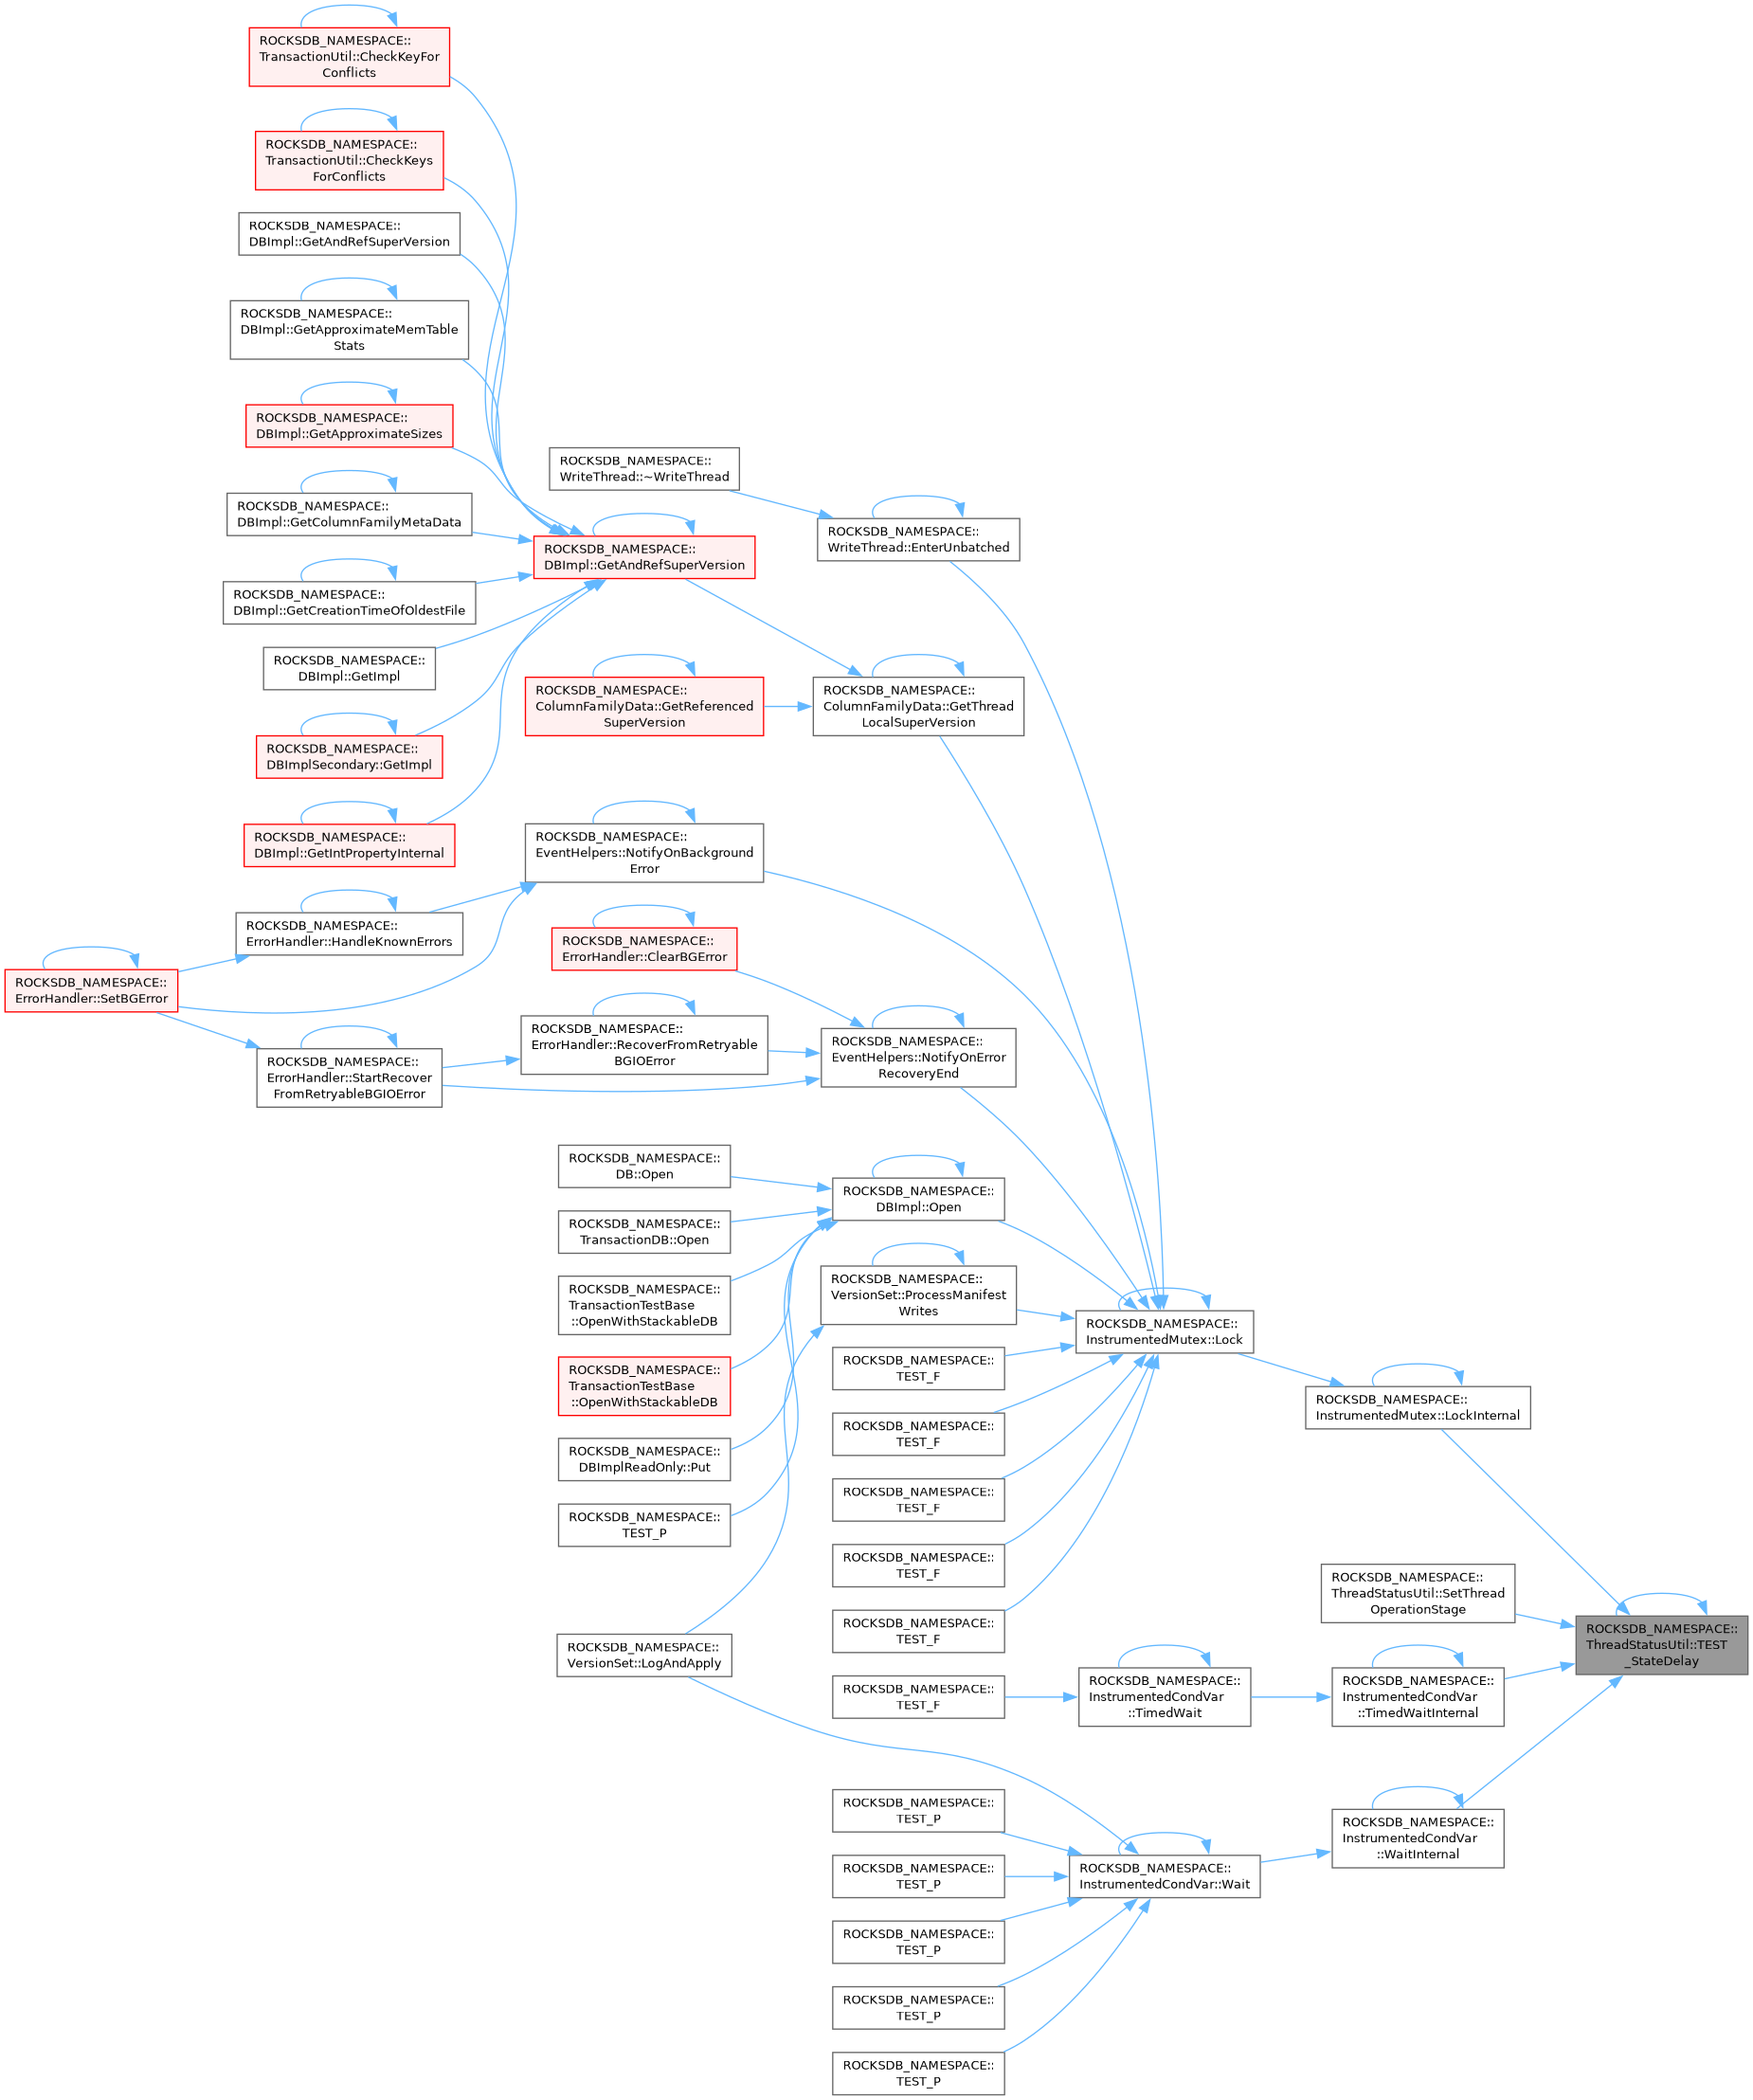 ROCKSDB_NAMESPACE::
TransactionUtil::CheckKeyFor
Conflicts
ROCKSDB_NAMESPACE::
TransactionUtil::CheckKeys
ForConflicts
ROCKSDB_NAMESPACE::
DBImpl::GetAndRefSuperVersion
ROCKSDB_NAMESPACE::
DBImpl::GetApproximateMemTable
Stats
ROCKSDB_NAMESPACE::
DBImpl::GetApproximateSizes
ROCKSDB_NAMESPACE::
DBImpl::GetColumnFamilyMetaData
ROCKSDB_NAMESPACE::
DBImpl::GetCreationTimeOfOldestFile
ROCKSDB_NAMESPACE::
DBImpl::GetImpl
ROCKSDB_NAMESPACE::
DBImplSecondary::GetImpl
ROCKSDB_NAMESPACE::
DBImpl::GetIntPropertyInternal
ROCKSDB_NAMESPACE::
ErrorHandler::HandleKnownErrors
ROCKSDB_NAMESPACE::
ErrorHandler::SetBGError
ROCKSDB_NAMESPACE::
ErrorHandler::StartRecover
FromRetryableBGIOError
ROCKSDB_NAMESPACE::
WriteThread::~WriteThread
ROCKSDB_NAMESPACE::
DBImpl::GetAndRefSuperVersion
ROCKSDB_NAMESPACE::
ColumnFamilyData::GetReferenced
SuperVersion
ROCKSDB_NAMESPACE::
EventHelpers::NotifyOnBackground
Error
ROCKSDB_NAMESPACE::
ErrorHandler::ClearBGError
ROCKSDB_NAMESPACE::
ErrorHandler::RecoverFromRetryable
BGIOError
ROCKSDB_NAMESPACE::
DB::Open
ROCKSDB_NAMESPACE::
TransactionDB::Open
ROCKSDB_NAMESPACE::
TransactionTestBase
::OpenWithStackableDB
ROCKSDB_NAMESPACE::
TransactionTestBase
::OpenWithStackableDB
ROCKSDB_NAMESPACE::
DBImplReadOnly::Put
ROCKSDB_NAMESPACE::
TEST_P
ROCKSDB_NAMESPACE::
VersionSet::LogAndApply
ROCKSDB_NAMESPACE::
WriteThread::EnterUnbatched
ROCKSDB_NAMESPACE::
ColumnFamilyData::GetThread
LocalSuperVersion
ROCKSDB_NAMESPACE::
EventHelpers::NotifyOnError
RecoveryEnd
ROCKSDB_NAMESPACE::
DBImpl::Open
ROCKSDB_NAMESPACE::
VersionSet::ProcessManifest
Writes
ROCKSDB_NAMESPACE::
TEST_F
ROCKSDB_NAMESPACE::
TEST_F
ROCKSDB_NAMESPACE::
TEST_F
ROCKSDB_NAMESPACE::
TEST_F
ROCKSDB_NAMESPACE::
TEST_F
ROCKSDB_NAMESPACE::
TEST_F
ROCKSDB_NAMESPACE::
TEST_P
ROCKSDB_NAMESPACE::
TEST_P
ROCKSDB_NAMESPACE::
TEST_P
ROCKSDB_NAMESPACE::
TEST_P
ROCKSDB_NAMESPACE::
TEST_P
ROCKSDB_NAMESPACE::
InstrumentedMutex::Lock
ROCKSDB_NAMESPACE::
InstrumentedCondVar
::TimedWait
ROCKSDB_NAMESPACE::
InstrumentedCondVar::Wait
ROCKSDB_NAMESPACE::
InstrumentedMutex::LockInternal
ROCKSDB_NAMESPACE::
ThreadStatusUtil::SetThread
OperationStage
ROCKSDB_NAMESPACE::
InstrumentedCondVar
::TimedWaitInternal
ROCKSDB_NAMESPACE::
InstrumentedCondVar
::WaitInternal
ROCKSDB_NAMESPACE::
ThreadStatusUtil::TEST
_StateDelay